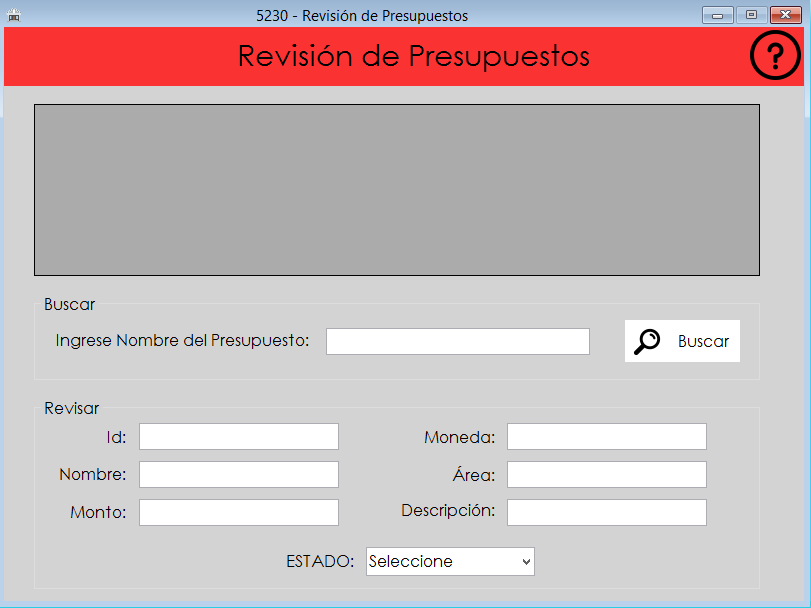 5230 - Revisión de Presupuestos
Revisión de Presupuestos
?
Buscar
Ingrese Nombre del Presupuesto:
Buscar
Revisar
Id:
Moneda:
Nombre:
Área:
Monto:
Descripción:
ESTADO:
Seleccione